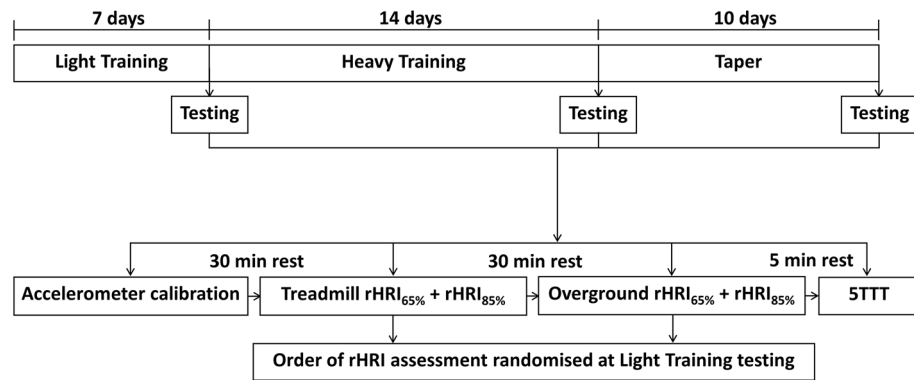 7 days 14 days 10 days
Light Training Heavy Training Taper
Testing Testing Testing
30 min rest 30 min rest 5 min rest
Accelerometer calibration Treadmill rHRI65% + rHRI85% Overground rHRI65% + rHRI85% 5TTT
Order of rHRI assessment randomised at Light Training testing